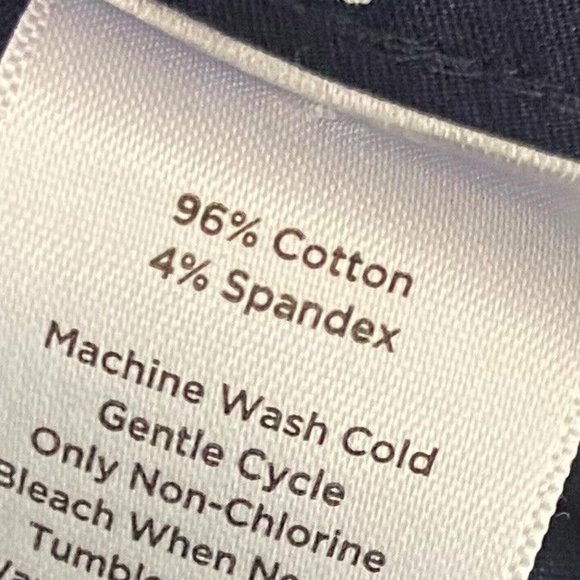 96% Cotton
4% Spandex
Machine Wash Cold
Gentle Cycle
Only Non-Chlorine
Bleach When